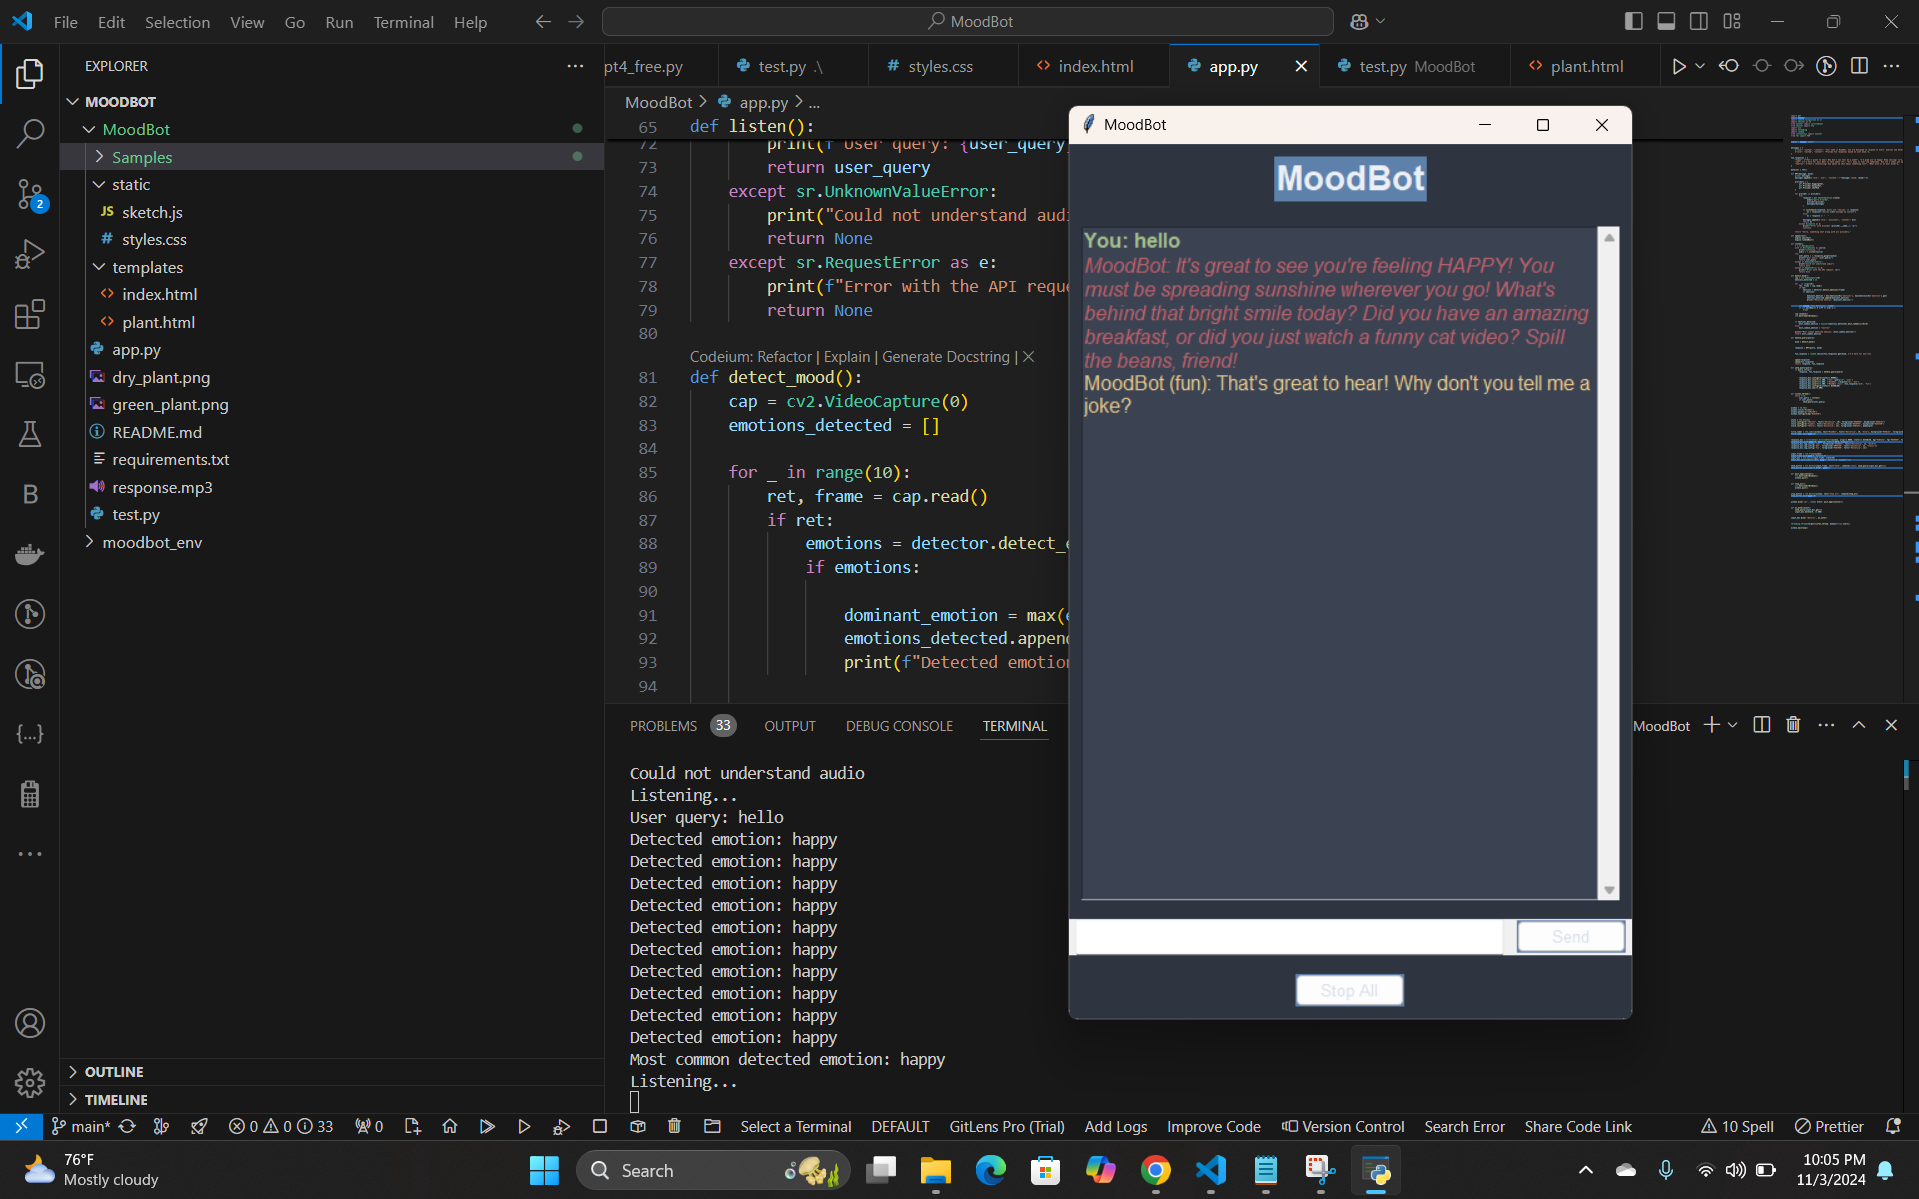 File Edit Selection View Go Run Terminal Help
MoodBot
EXPLORER
MOODBOT
MoodBot
Samples
static
JS sketch.js
# styles.css
templates
<> index.html
<> plant.html
app.py
dry_plant.png
green_plant.png
README.md
requirements.txt
response.mp3
test.py
moodbot_env
OUTLINE
TIMELINE
2
B
pt4_free.py
test.py .\
# styles.css
<> index.html
app.py
test.py MoodBot
<> plant.html
MoodBot > app.py > ...
65 def listen():
72 print(f"User query: {user_query
73 return user_query
74 except sr.UnknownValueError:
75 print("Could not understand audi
76 return None
77 except sr.RequestError as e:
78 print(f"Error with the API reque
79 return None
80
Codeium: Refactor | Explain | Generate Docstring | ×
81 def detect_mood():
82 cap = cv2.VideoCapture(0)
83 emotions_detected = []
84
85 for _ in range(10):
86 ret, frame = cap.read()
87 if ret:
88 emotions = detector.detect_e
89 if emotions:
90
91 dominant_emotion = max(e
92 emotions_detected.append
93 print(f"Detected emotion
94
MoodBot
MoodBot
You: hello
MoodBot: It's great to see you're feeling HAPPY! You
must be spreading sunshine wherever you go! What's
behind that bright smile today? Did you have an amazing
breakfast, or did you just watch a funny cat video? Spill
the beans, friend!
MoodBot (fun): That's great to hear! Why don't you tell me a
joke?
Send
Stop All
PROBLEMS 33 OUTPUT DEBUG CONSOLE TERMINAL
MoodBot
Could not understand audio
Listening...
User query: hello
Detected emotion: happy
Detected emotion: happy
Detected emotion: happy
Detected emotion: happy
Detected emotion: happy
Detected emotion: happy
Detected emotion: happy
Detected emotion: happy
Detected emotion: happy
Detected emotion: happy
Most common detected emotion: happy
Listening...
main* 0 0 33 0 Select a Terminal DEFAULT GitLens Pro (Trial) Add Logs Improve Code Version Control Search Error Share Code Link 10 Spell Prettier
76°F
Mostly cloudy
Search
10:05 PM
11/3/2024